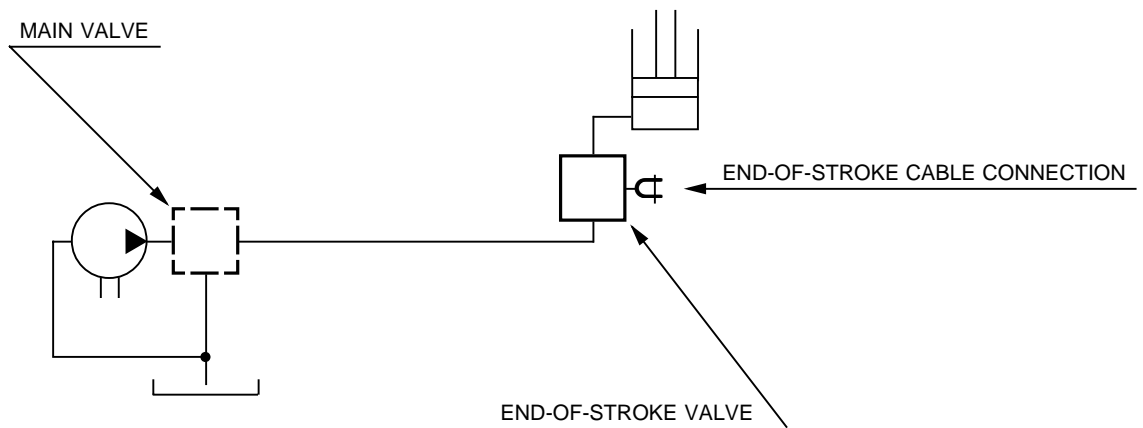 MAIN VALVE
END-OF-STROKE CABLE CONNECTION
END-OF-STROKE VALVE